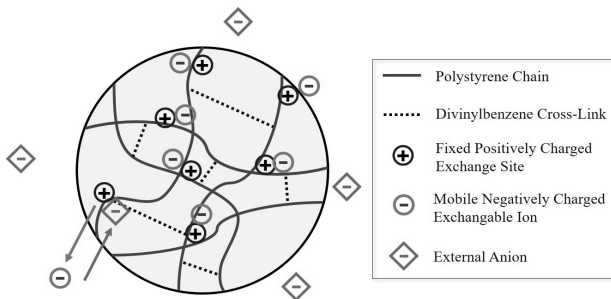 Polystyrene Chain
Divinylbenzene Cross-Link
Fixed Positively Charged
Exchange Site
Mobile Negatively Charged
Exchangable Ion
External Anion